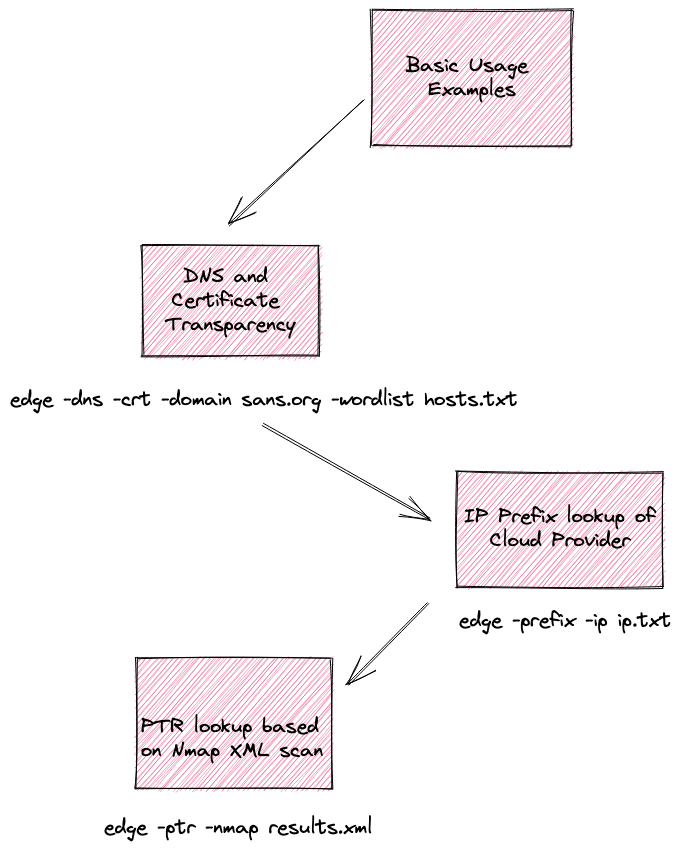 Basic Usage
Examples
DNS and
Certificate
Transparency
edge -dns -crt -domain sans.org -wordlist hosts.txt
IP Prefix lookup of
Cloud Provider
edge -prefix -ip ip.txt
PTR lookup based
on Nmap XML scan
edge -ptr -nmap results.xml